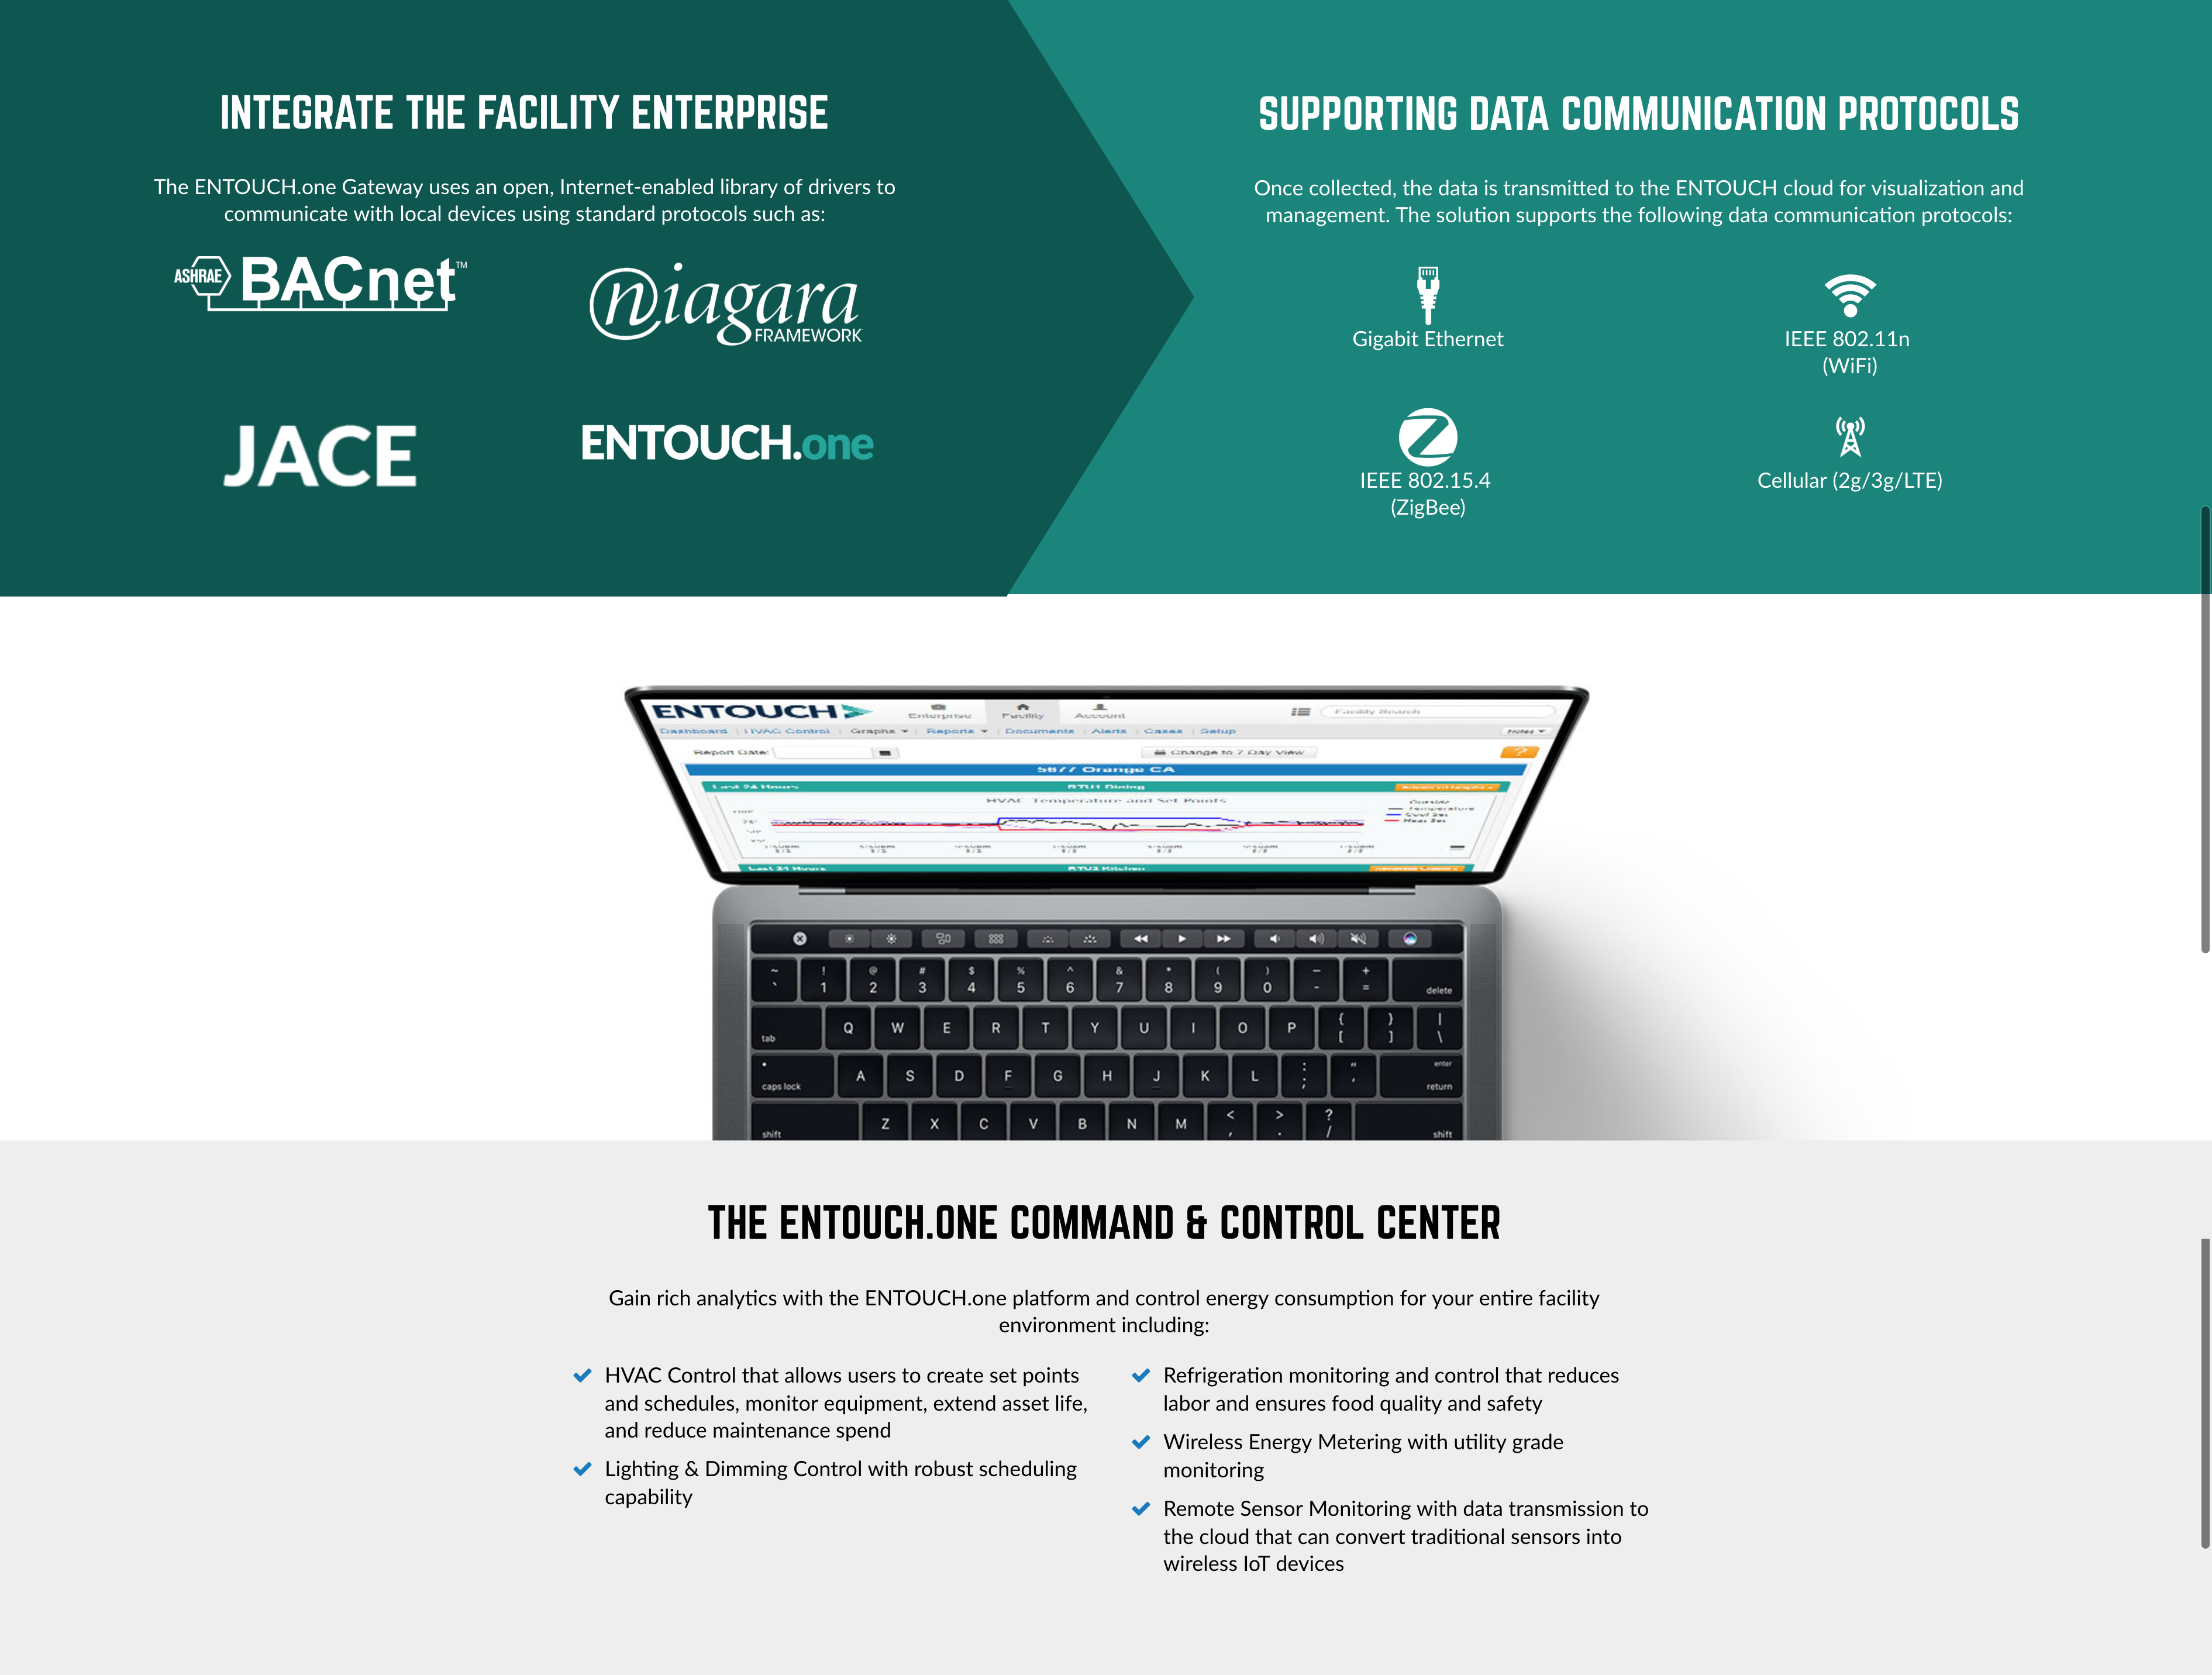 INTEGRATE THE FACILITY ENTERPRISE
The ENTOUCH.one Gateway uses an open, Internet-enabled library of drivers to
communicate with local devices using standard protocols such as:
ASHRAE BACnet™
niagara
FRAMEWORK
JACE
ENTOUCH.one
SUPPORTING DATA COMMUNICATION PROTOCOLS
Once collected, the data is transmitted to the ENTOUCH cloud for visualization and
management. The solution supports the following data communication protocols:
Gigabit Ethernet
IEEE 802.11n
(WiFi)
IEEE 802.15.4
(ZigBee)
Cellular (2g/3g/LTE)
ENTOUCH
Enterprise Facility Account
Facility Search
Dashboard HVAC Control Graphs Reports Documents Alerts Cases Setup
Notes
Report Date:
Change to 7 Day View
?
5877 Orange CA
Last 24 Hours RTU1 Dining Advanced Graphs
HVAC Temperature and Set Points
Outside
Temperature
Cool Set
Heat Set
Last 24 Hours RTU2 Kitchen
~ ! @ # $ % ^ & * ( ) – +
` 1 2 3 4 5 6 7 8 9 0 - = delete
tab Q W E R T Y U I O P { [ } ] | \
caps lock A S D F G H J K L : ; " ' enter return
shift Z X C V B N M < , > . ? / shift
THE ENTOUCH.ONE COMMAND & CONTROL CENTER
Gain rich analytics with the ENTOUCH.one platform and control energy consumption for your entire facility
environment including:
HVAC Control that allows users to create set points
and schedules, monitor equipment, extend asset life,
and reduce maintenance spend
Lighting & Dimming Control with robust scheduling
capability
Refrigeration monitoring and control that reduces
labor and ensures food quality and safety
Wireless Energy Metering with utility grade
monitoring
Remote Sensor Monitoring with data transmission to
the cloud that can convert traditional sensors into
wireless IoT devices